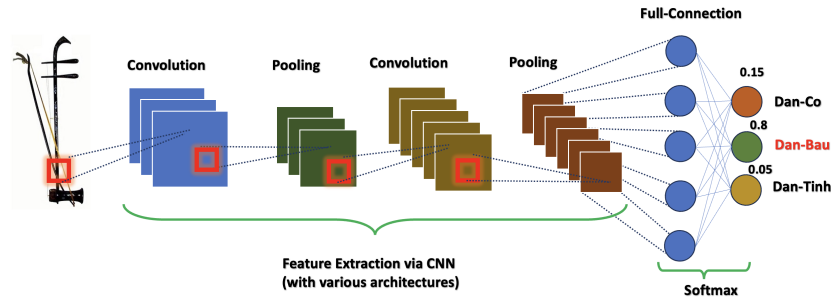 Full-Connection
Convolution
Pooling
Convolution
Pooling
0.15
Dan-Co
0.8
Dan-Bau
0.05
Dan-Tinh
Feature Extraction via CNN
(with various architectures)
Softmax